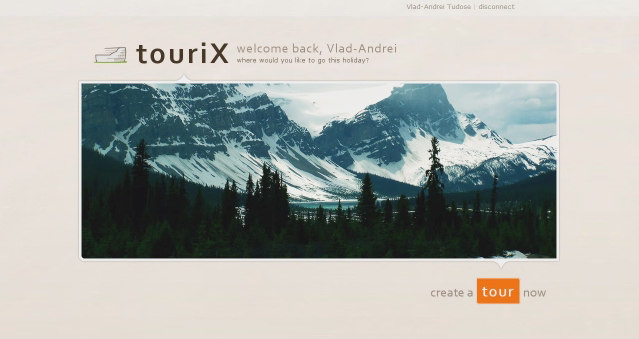 Vlad-Andrei Tudose | disconnect
touriX
welcome back, Vlad-Andrei
where would you like to go this holiday?
create a tour now